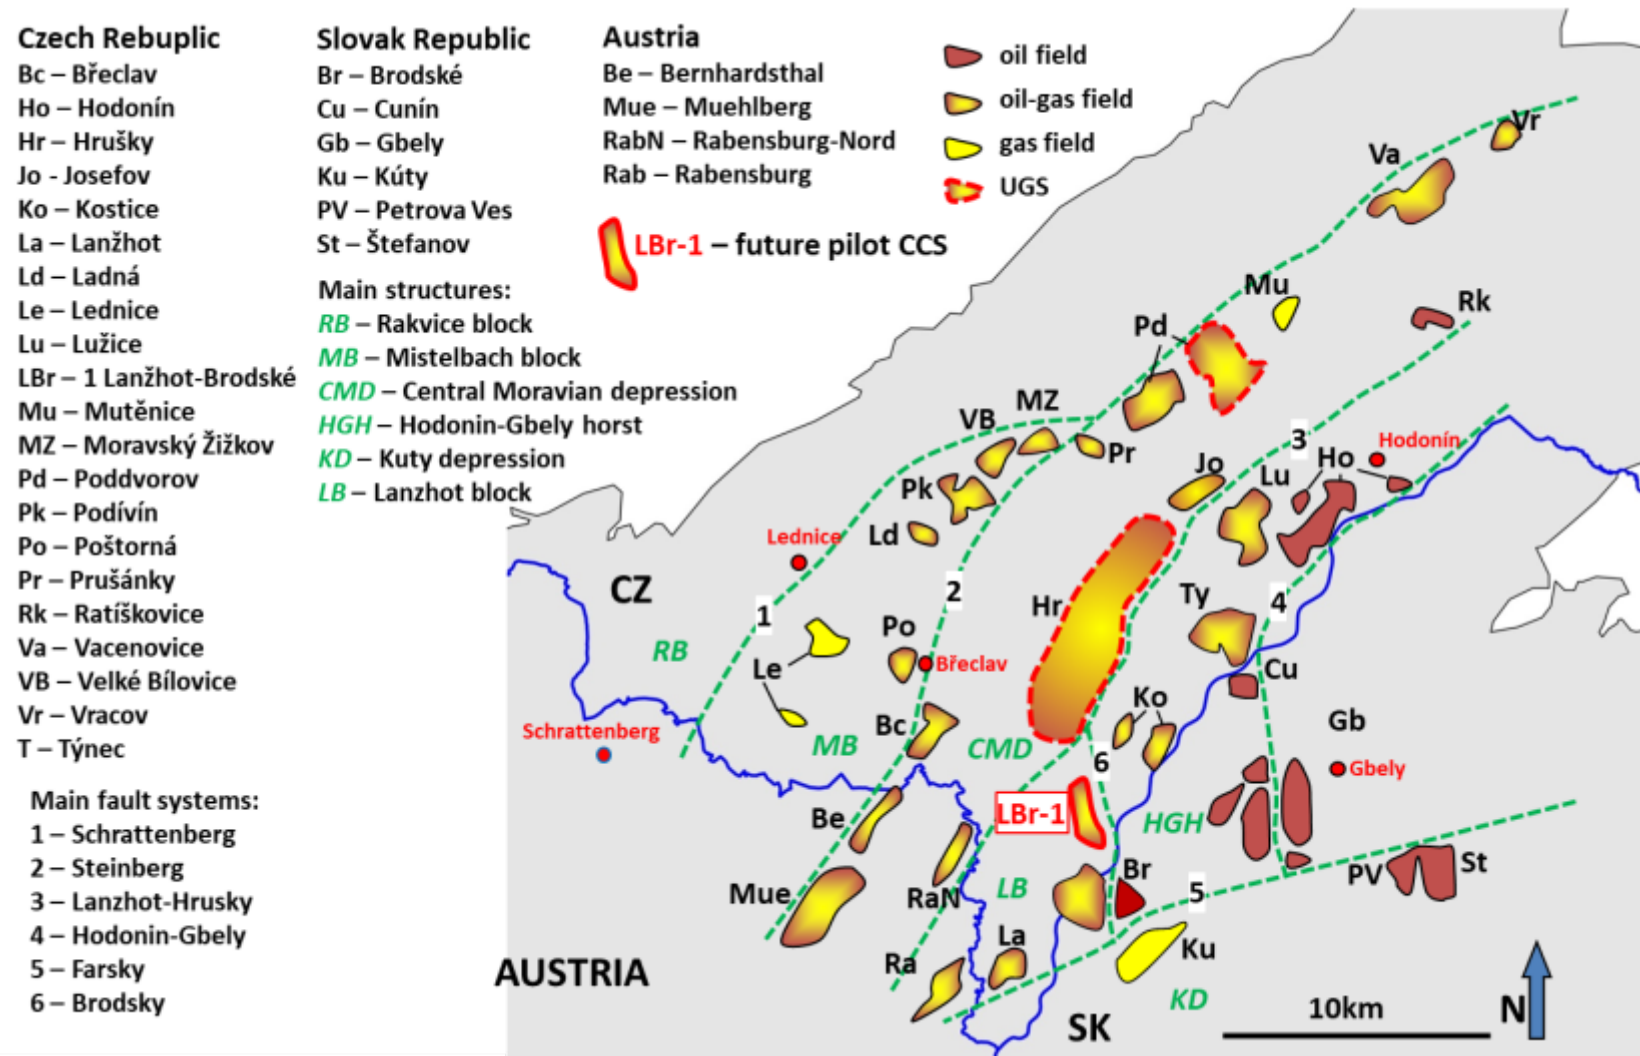 Czech Rebuplic
Bc – Břeclav
Ho – Hodonín
Hr – Hrušky
Jo - Josefov
Ko – Kostice
La – Lanžhot
Ld – Ladná
Le – Lednice
Lu – Lužice
LBr – 1 Lanžhot-Brodské
Mu – Mutěnice
MZ – Moravský Žižkov
Pd – Poddvorov
Pk – Podívín
Po – Poštorná
Pr – Prušánky
Rk – Ratíškovice
Va – Vacenovice
VB – Velké Bílovice
Vr – Vracov
T – Týnec
Main fault systems:
1 – Schrattenberg
2 – Steinberg
3 – Lanzhot-Hrusky
4 – Hodonin-Gbely
5 – Farsky
6 – Brodsky
Slovak Republic
Br – Brodské
Cu – Cunín
Gb – Gbely
Ku – Kúty
PV – Petrova Ves
St – Štefanov
Main structures:
RB – Rakvice block
MB – Mistelbach block
CMD – Central Moravian depression
HGH – Hodonin-Gbely horst
KD – Kuty depression
LB – Lanzhot block
Austria
Be – Bernhardsthal
Mue – Muehlberg
RabN – Rabensburg-Nord
Rab – Rabensburg
LBr-1 – future pilot CCS
oil field
oil-gas field
gas field
UGS
Vr
Va
Mu
Rk
Pd
MZ
VB
Pr
3
Hodonín
Ho
Jo
Lu
Pk
Ld
Lednice
CZ
1
2
Hr
Ty
4
Po
Břeclav
RB
Le
Cu
Ko
Bc
Gb
Schrattenberg
MB
CMD
6
Gbely
Be
LBr-1
HGH
Mue
RaN
LB
Br
5
PV
St
La
Ku
Ra
AUSTRIA
KD
SK
10km
N